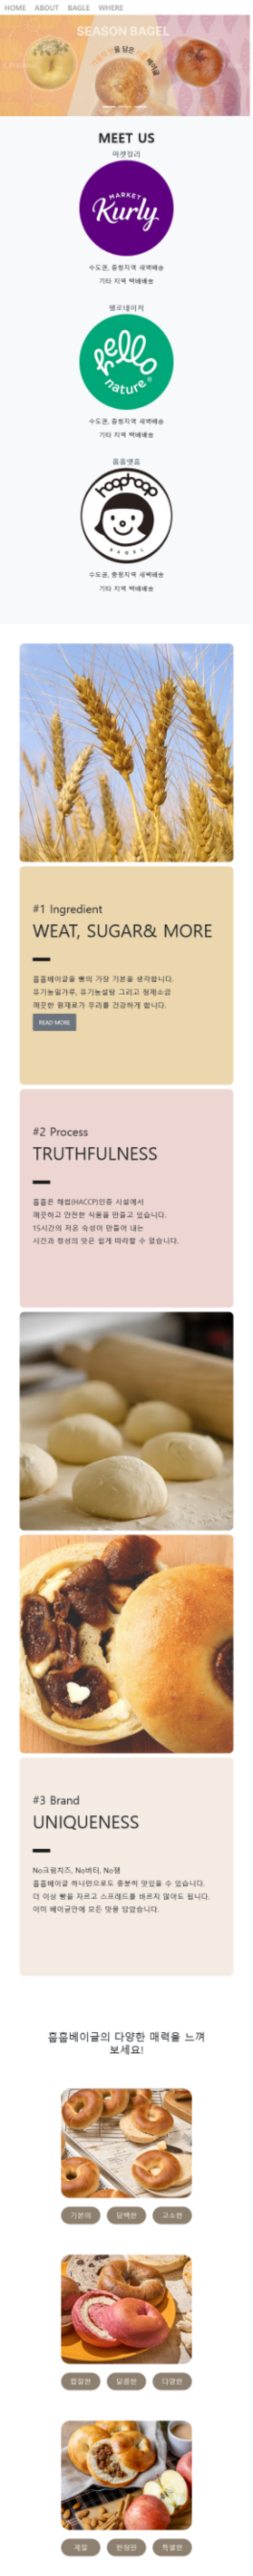 HOME ABOUT BAGLE WHERE
SEASON BAGEL
을 담은
베이글
Previous
Next
MEET US
마켓컬리
MARKET
Kurly
수도권, 충청지역 새벽배송
기타 지역 택배배송
헬로네이처
hello
nature
수도권, 충청지역 새벽배송
기타 지역 택배배송
흡흡앳홈
hoophoop
BAGEL
수도권, 충청지역 새벽배송
기타 지역 택배배송
#1 Ingredient
WEAT, SUGAR& MORE
흡흡베이글을 빵의 가장 기본을 생각합니다.
유기농밀가루, 유기농설탕 그리고 정제소금
깨끗한 원재료가 우리를 건강하게 합니다.
READ MORE
#2 Process
TRUTHFULNESS
흡흡은 해썹(HACCP)인증 시설에서
깨끗하고 안전한 식품을 만들고 있습니다.
15시간의 저온 숙성이 만들어 내는
시간과 정성의 맛은 쉽게 따라할 수 없습니다.
#3 Brand
UNIQUENESS
No크림치즈, No버터, No잼
흡흡베이글 하나만으로도 충분히 맛있을 수 있습니다.
더 이상 빵을 자르고 스프레드를 바르지 않아도 됩니다.
이미 베이글안에 모든 맛을 담았습니다.
흡흡베이글의 다양한 매력을 느껴
보세요!
기본의 담백한 고소한
컵질한 달콤한 다양한
계절 한정판 특별한